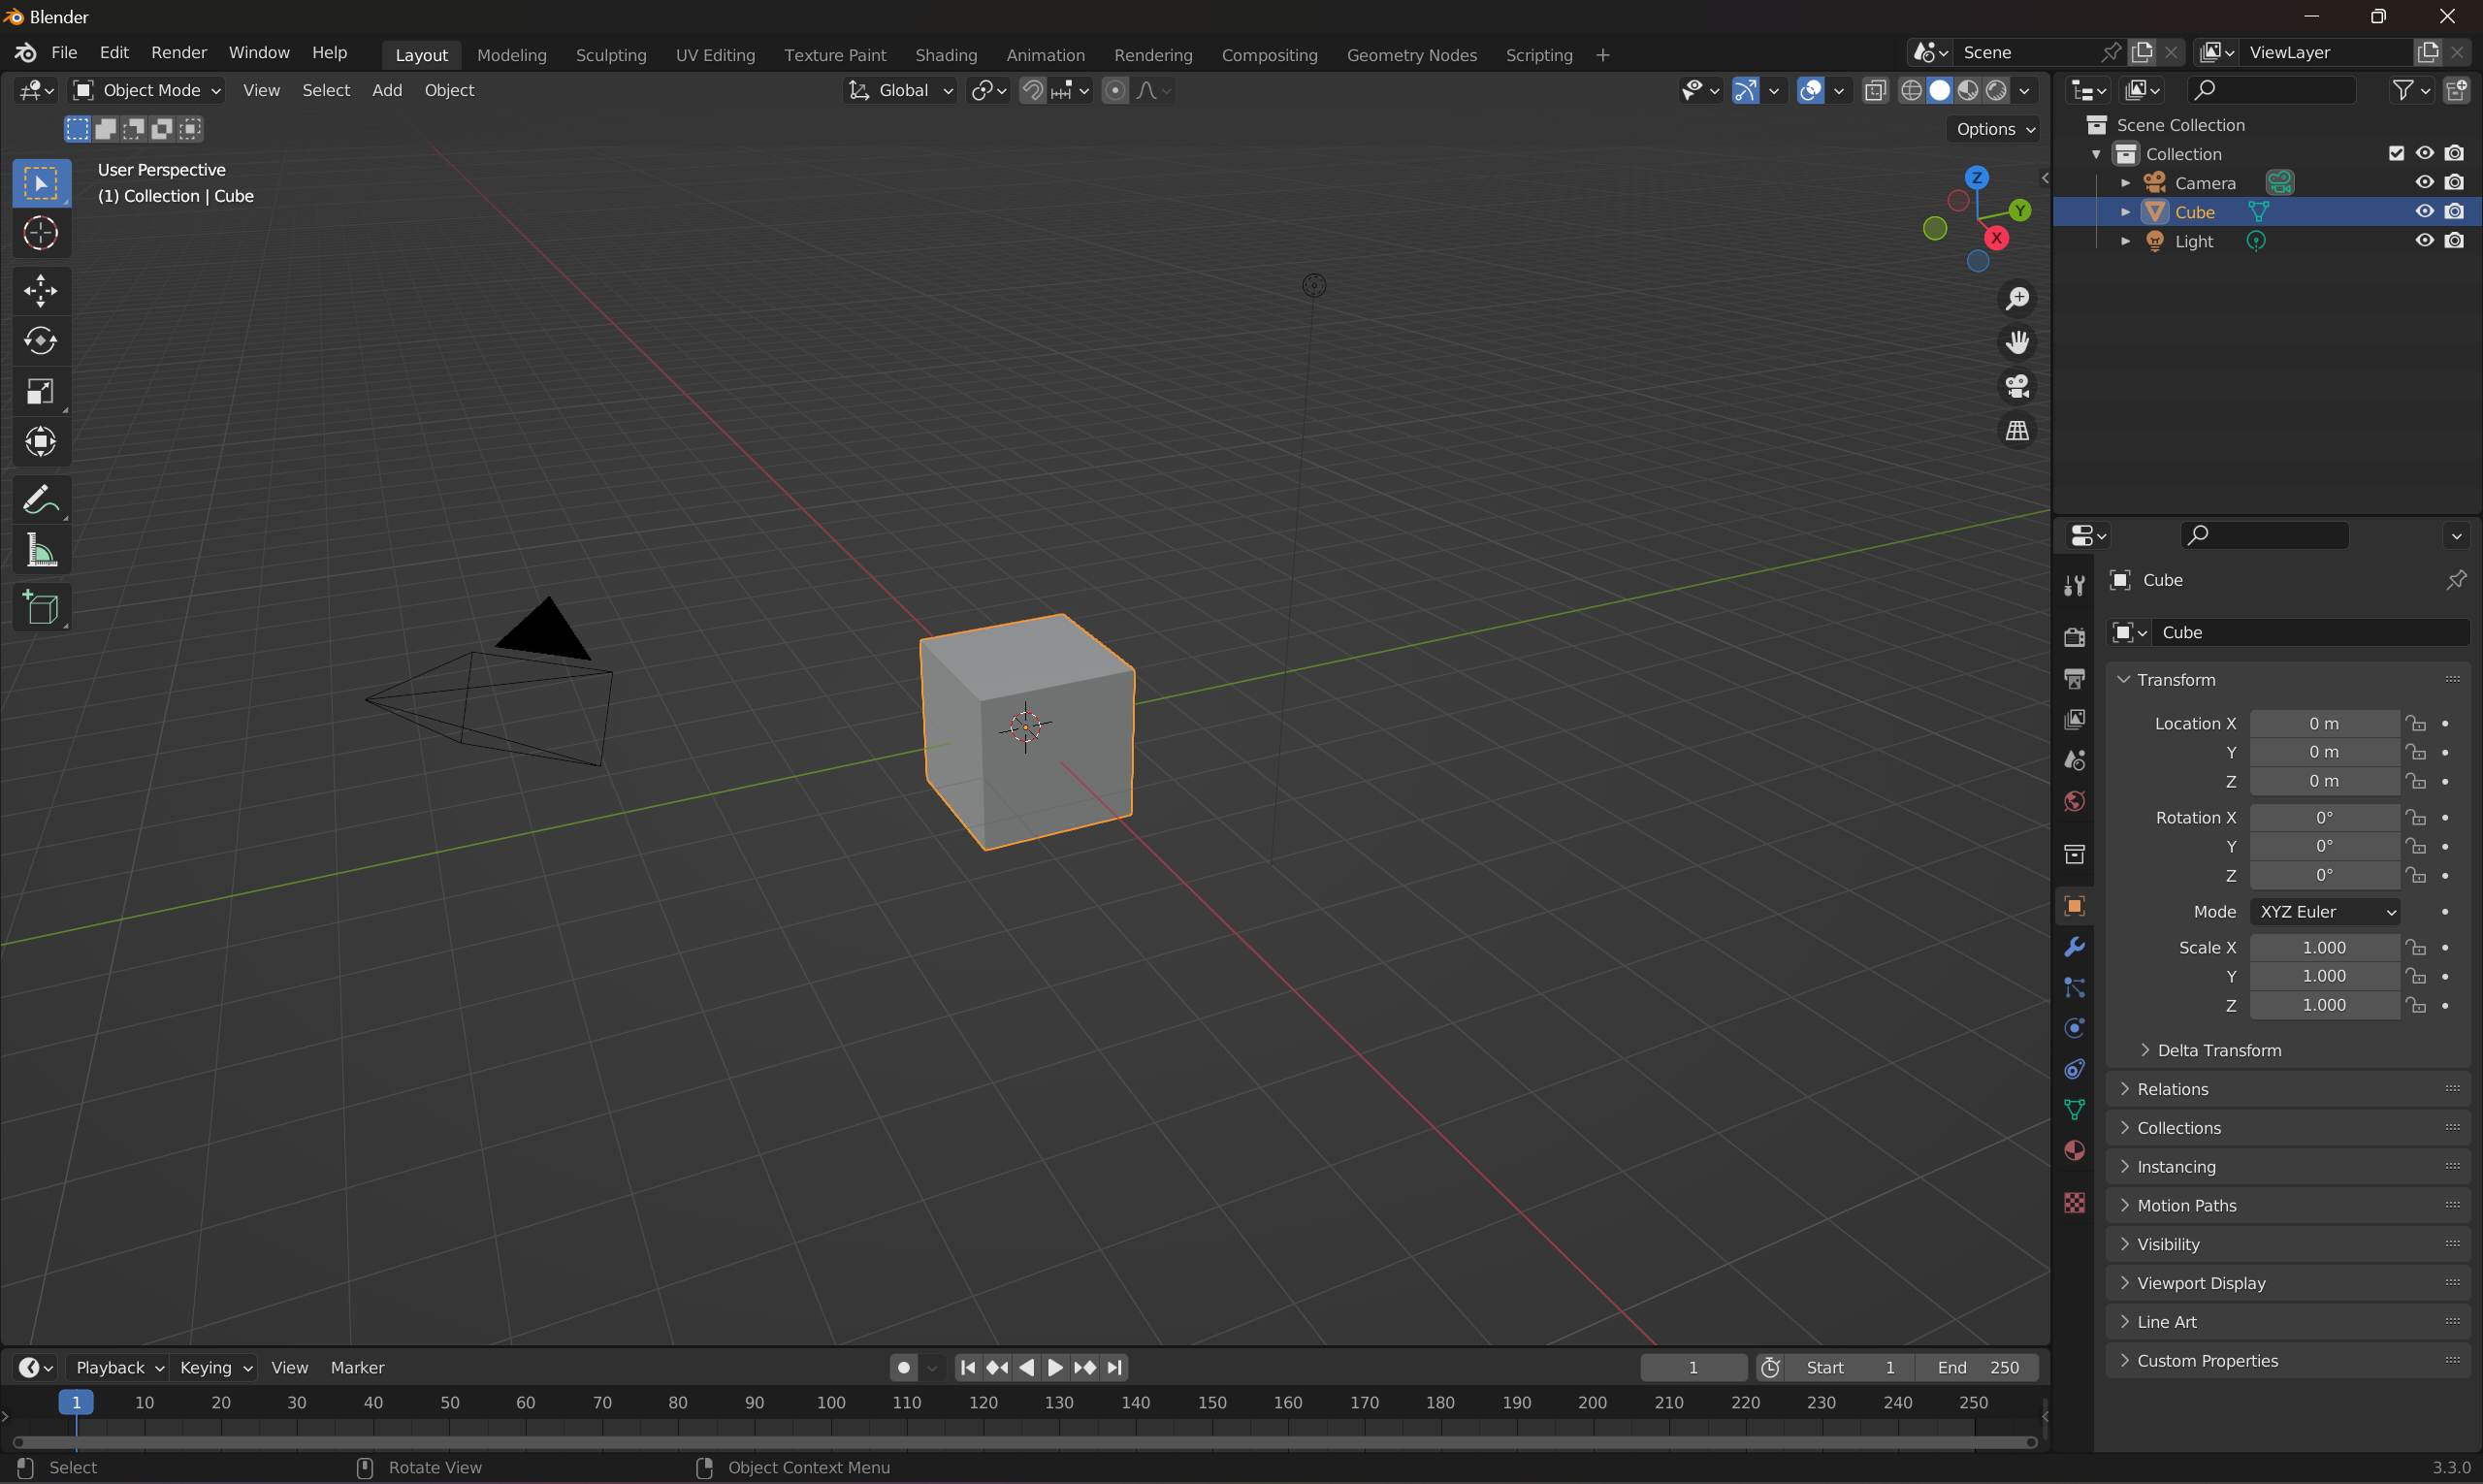 Blender
File Edit Render Window Help Layout Modeling Sculpting UV Editing Texture Paint Shading Animation Rendering Compositing Geometry Nodes Scripting + Scene ViewLayer
Object Mode View Select Add Object Global
Options
User Perspective
(1) Collection | Cube
Z
Y
X
Scene Collection
Collection
Camera
Cube
Light
Cube
Cube
Transform
Location X 0 m
Y 0 m
Z 0 m
Rotation X 0°
Y 0°
Z 0°
Mode XYZ Euler
Scale X 1.000
Y 1.000
Z 1.000
Delta Transform
Relations
Collections
Instancing
Motion Paths
Visibility
Viewport Display
Line Art
Custom Properties
Playback Keying View Marker 1 Start 1 End 250
1 10 20 30 40 50 60 70 80 90 100 110 120 130 140 150 160 170 180 190 200 210 220 230 240 250
Select Rotate View Object Context Menu 3.3.0